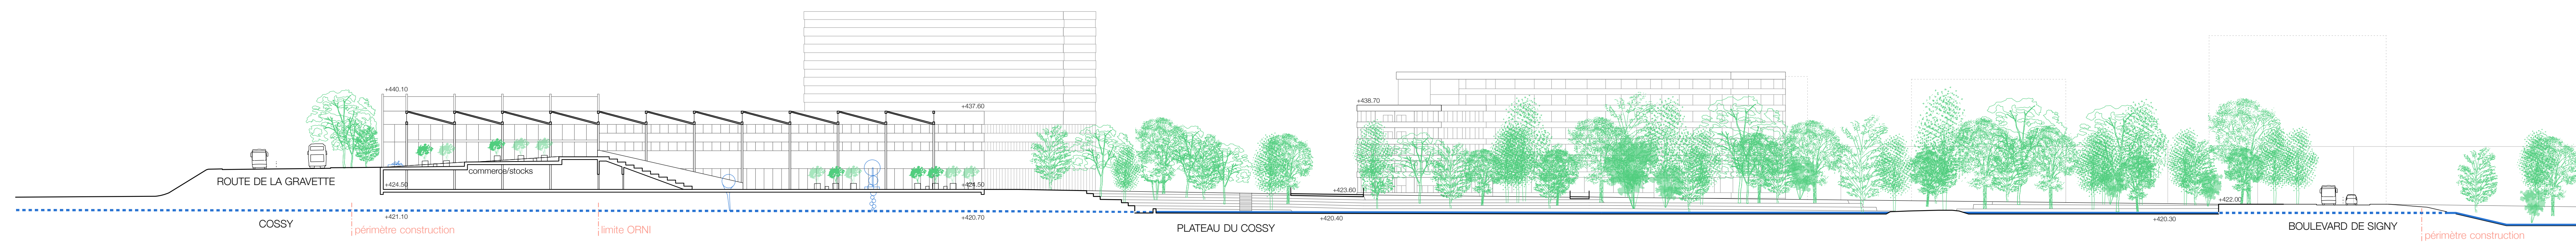 +440.10
+437.60
+438.70
commerce/stocks
ROUTE DE LA GRAVETTE
+424.50
+424.50
+423.60
+422.00
+421.10
+420.70
+420.40
+420.30
COSSY
périmètre construction
limite ORNI
PLATEAU DU COSSY
BOULEVARD DE SIGNY
périmètre construction